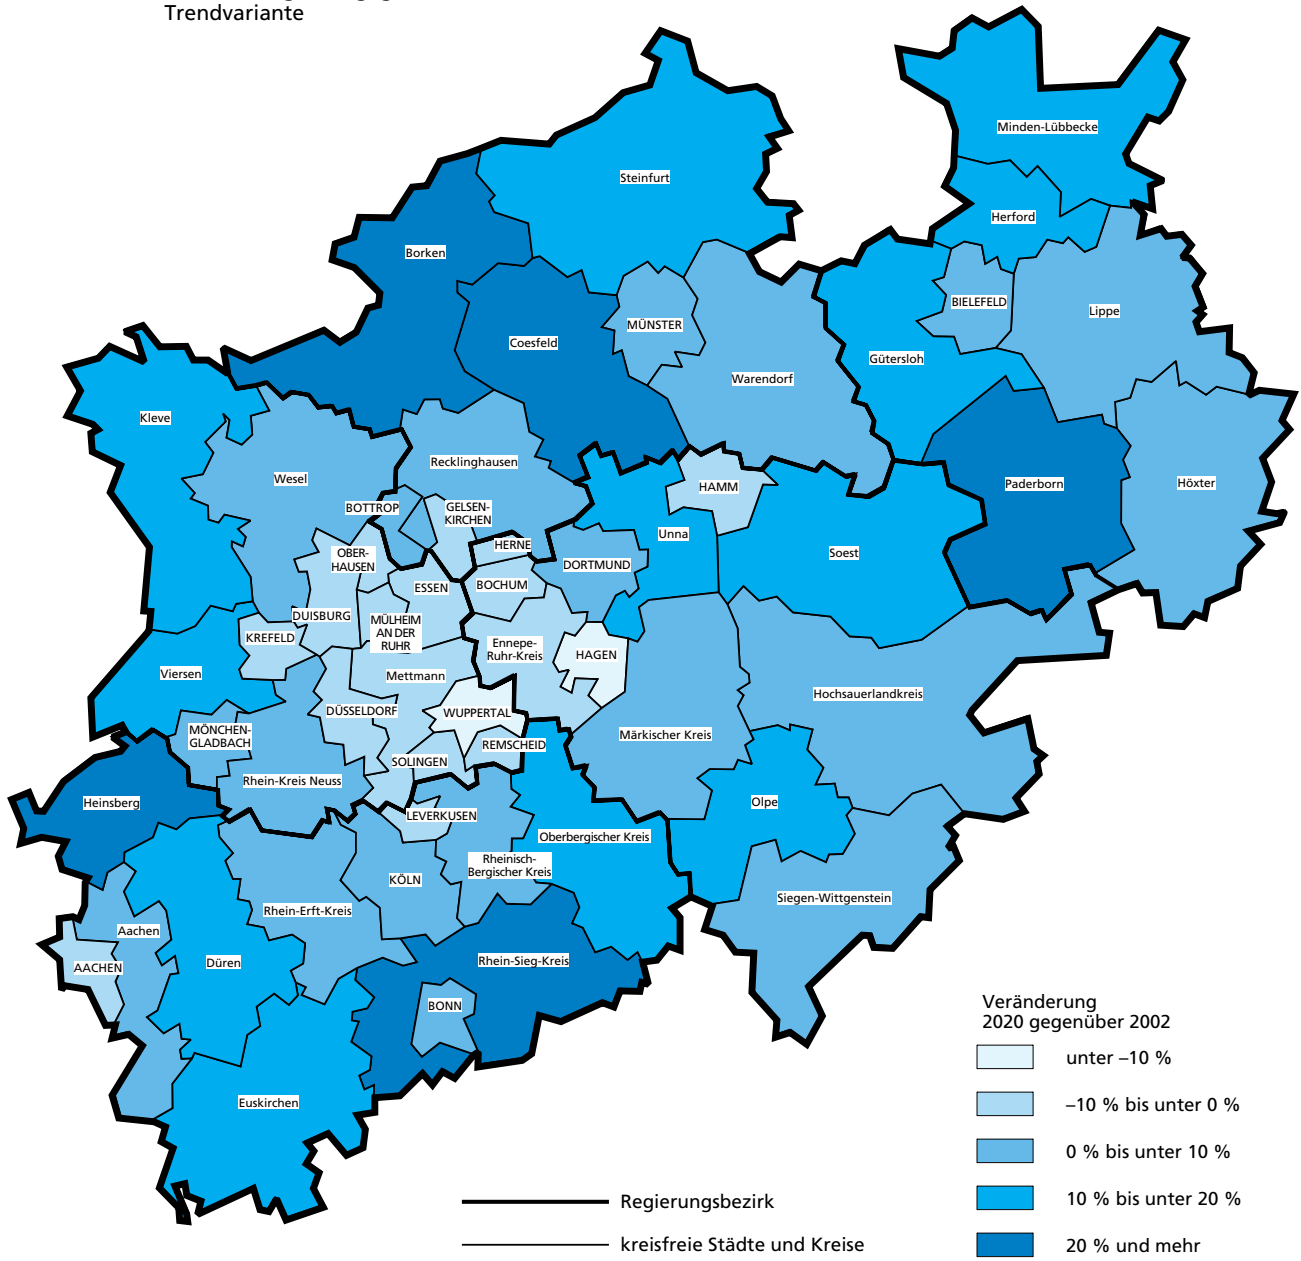 Trendvariante
Minden-Lübbecke
Steinfurt
Herford
Borken
BIELEFELD
Lippe
MÜNSTER
Coesfeld
Gütersloh
Warendorf
Kleve
Recklinghausen
Wesel
Paderborn
Höxter
HAMM
BOTTROP
GELSEN-
KIRCHEN
Unna
HERNE
Soest
OBER-
HAUSEN
DORTMUND
ESSEN
BOCHUM
DUISBURG
MÜLHEIM
AN DER
RUHR
KREFELD
Ennepe-
Ruhr-Kreis
HAGEN
Viersen
Mettmann
Hochsauerlandkreis
DÜSSELDORF
WUPPERTAL
MÖNCHEN-
GLADBACH
Märkischer Kreis
REMSCHEID
SOLINGEN
Rhein-Kreis Neuss
Heinsberg
Olpe
LEVERKUSEN
Oberbergischer Kreis
Rheinisch-
Bergischer Kreis
KÖLN
Siegen-Wittgenstein
Rhein-Erft-Kreis
Aachen
Düren
Rhein-Sieg-Kreis
AACHEN
BONN
Euskirchen
Veränderung
2020 gegenüber 2002
unter –10 %
–10 % bis unter 0 %
0 % bis unter 10 %
10 % bis unter 20 %
20 % und mehr
Regierungsbezirk
kreisfreie Städte und Kreise